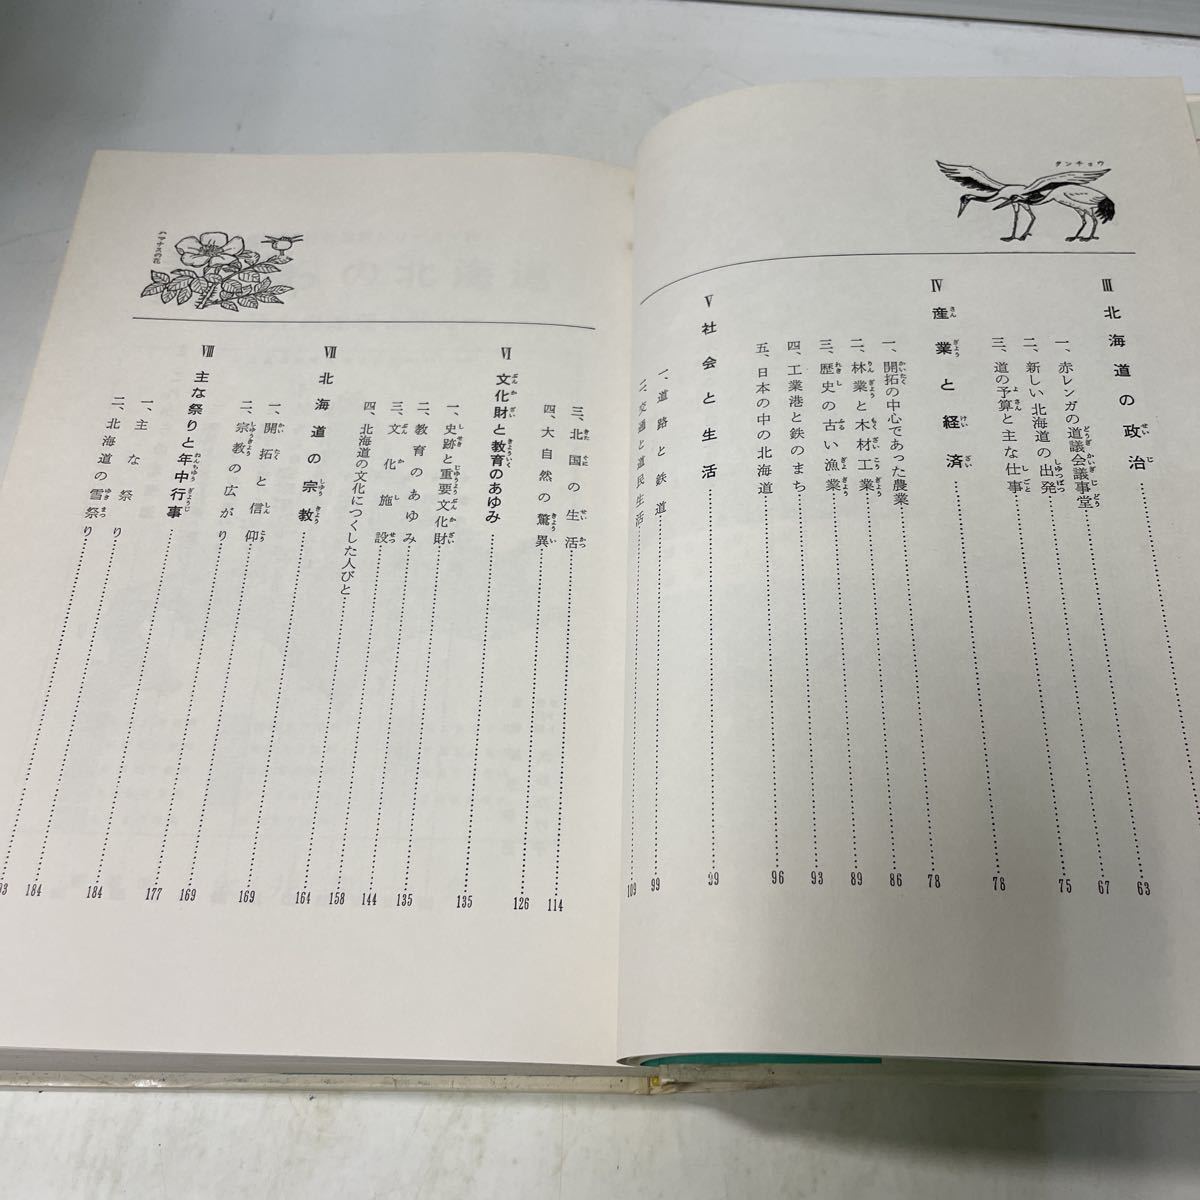 タンチョウ
Ⅲ 北海道の政治
一、赤レンガの道議会議事堂 63
二、新しい北海道の出発 67
三、道の予算と主な仕事 75
Ⅳ 産業と経済 78
一、開拓の中心であった農業 78
二、林業と木材工業 86
三、歴史の古い漁業 89
四、工業港と鉄のまち 93
五、日本の中の北海道 96
Ⅴ 社会と生活 99
一、道路と鉄道 99
二、交通と道民生活 109
ハマナスの花
三、北国の生活 114
四、大自然の驚異 126
Ⅵ 文化財と教育のあゆみ 135
一、史跡と重要文化財 135
二、教育のあゆみ 144
三、文化施設 158
四、北海道の文化につくした人びと 164
Ⅶ 北海道の宗教 169
一、開拓と信仰 169
二、宗教の広がり 177
Ⅷ 主な祭りと年中行事 184
一、主な祭り 184
二、北海道の雪祭り